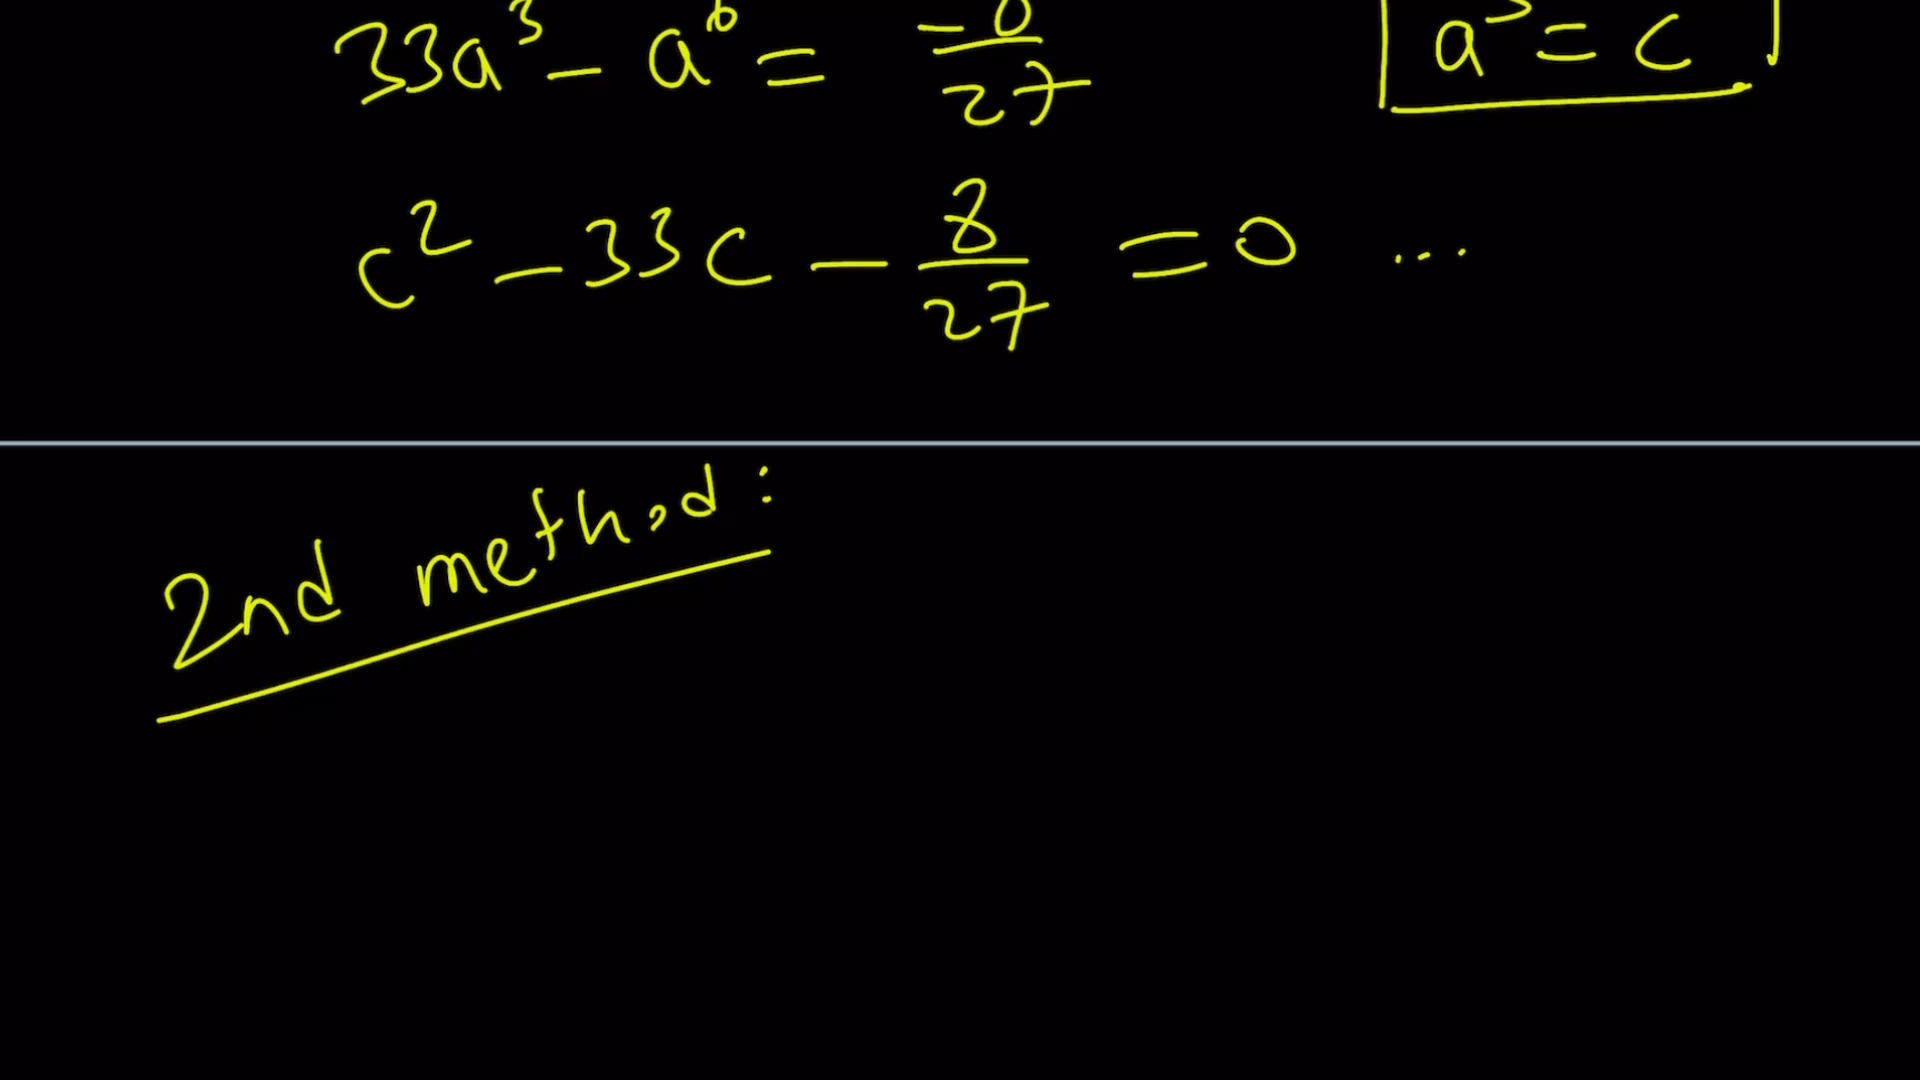 33a³ - a⁶ = -8/27
a³ = c
c² - 33c - 8/27 = 0 ...
2nd method: